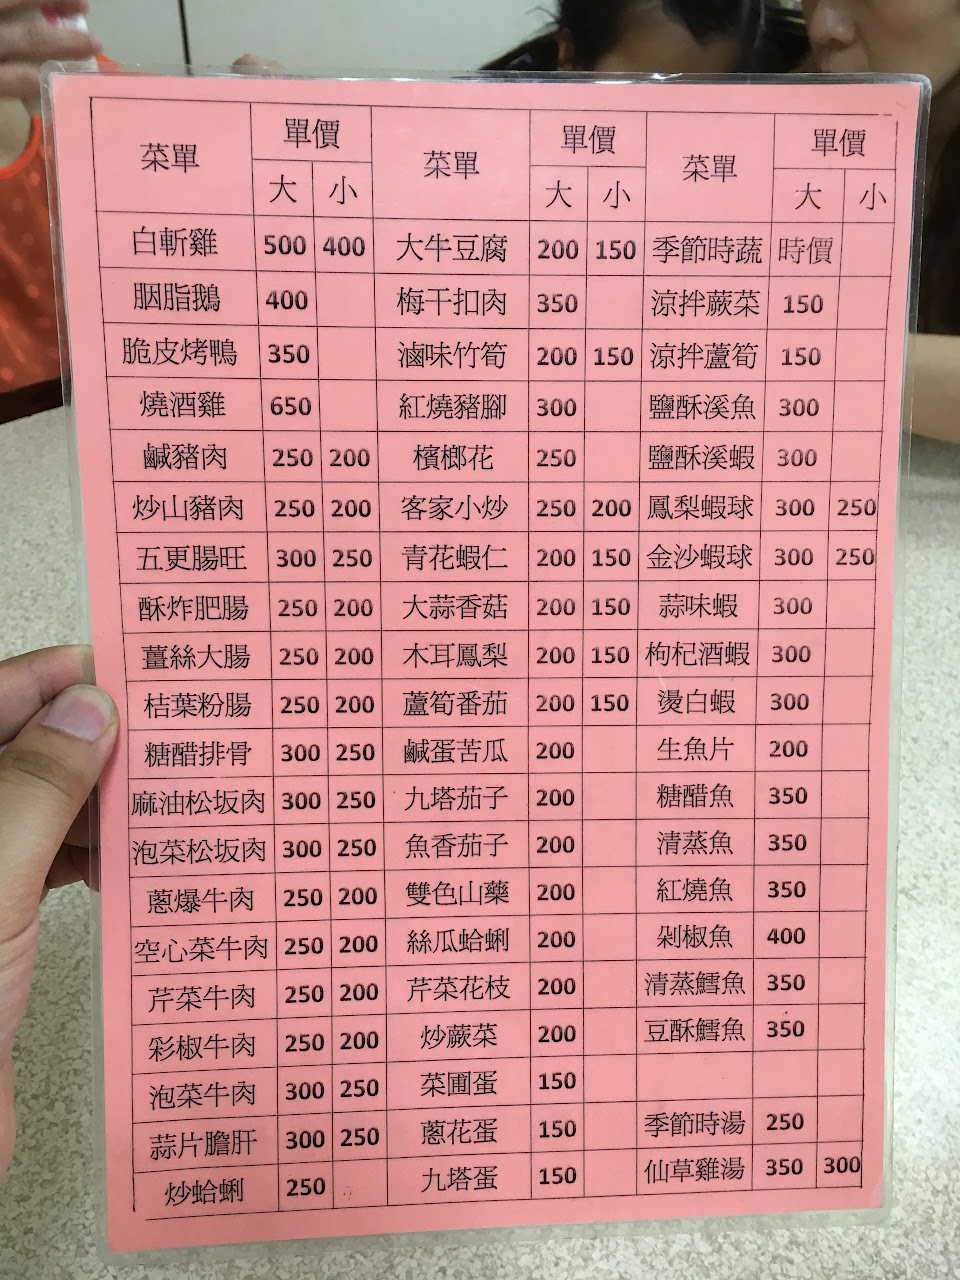 菜單 單價 菜單 單價 菜單 單價
大 小 大 小 大 小
白斬雞 500 400 大牛豆腐 200 150 季節時蔬 時價
胭脂鵝 400 梅干扣肉 350 涼拌蕨菜 150
脆皮烤鴨 350 滷味竹筍 200 150 涼拌蘆筍 150
燒酒雞 650 紅燒豬腳 300 鹽酥溪魚 300
鹹豬肉 250 200 檳榔花 250 鹽酥溪蝦 300
炒山豬肉 250 200 客家小炒 250 200 鳳梨蝦球 300 250
五更腸旺 300 250 青花蝦仁 200 150 金沙蝦球 300 250
酥炸肥腸 250 200 大蒜香菇 200 150 蒜味蝦 300
薑絲大腸 250 200 木耳鳳梨 200 150 枸杞酒蝦 300
桔葉粉腸 250 200 蘆筍番茄 200 150 燙白蝦 300
糖醋排骨 300 250 鹹蛋苦瓜 200 生魚片 200
麻油松坂肉 300 250 九塔茄子 200 糖醋魚 350
泡菜松坂肉 300 250 魚香茄子 200 清蒸魚 350
蔥爆牛肉 250 200 雙色山藥 200 紅燒魚 350
空心菜牛肉 250 200 絲瓜蛤蜊 200 剁椒魚 400
芹菜牛肉 250 200 芹菜花枝 200 清蒸鱈魚 350
彩椒牛肉 250 200 炒蕨菜 200 豆酥鱈魚 350
泡菜牛肉 300 250 菜圃蛋 150
蒜片膽肝 300 250 蔥花蛋 150 季節時湯 250
炒蛤蜊 250 九塔蛋 150 仙草雞湯 350 300